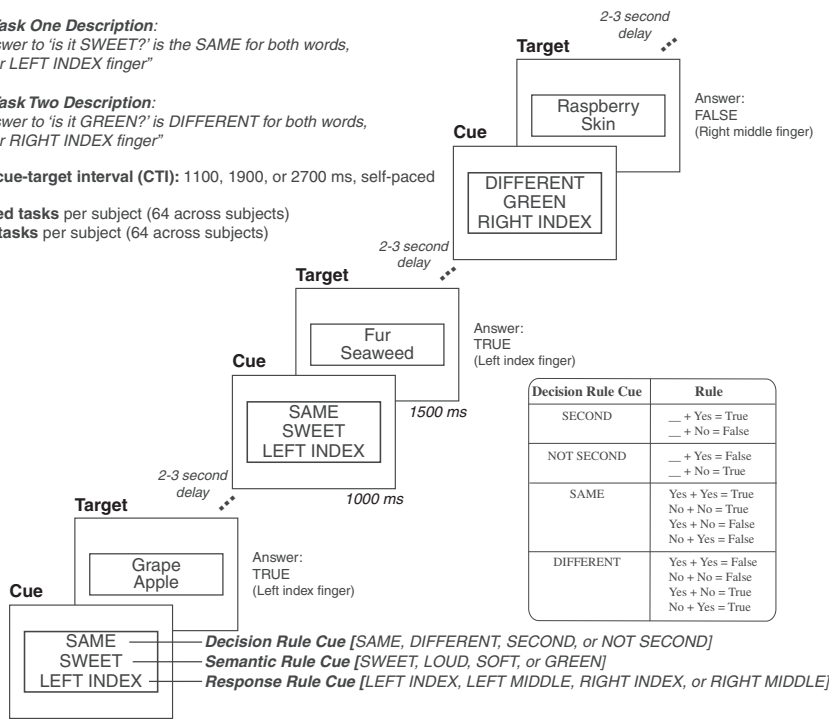 Task One Description:
swer to ‘is it SWEET?’ is the SAME for both words,
r LEFT INDEX finger”
Task Two Description:
swer to ‘is it GREEN?’ is DIFFERENT for both words,
r RIGHT INDEX finger”
cue-target interval (CTI): 1100, 1900, or 2700 ms, self-paced
ed tasks per subject (64 across subjects)
tasks per subject (64 across subjects)
2-3 second
delay
Target
Raspberry
Skin
Answer:
FALSE
(Right middle finger)
Cue
DIFFERENT
GREEN
RIGHT INDEX
2-3 second
delay
Target
Fur
Seaweed
Answer:
TRUE
(Left index finger)
1500 ms
Cue
SAME
SWEET
LEFT INDEX
1000 ms
Decision Rule Cue Rule
SECOND __ + Yes = True
__ + No = False
NOT SECOND __ + Yes = False
__ + No = True
SAME Yes + Yes = True
No + No = True
Yes + No = False
No + Yes = False
DIFFERENT Yes + Yes = False
No + No = False
Yes + No = True
No + Yes = True
2-3 second
delay
Target
Grape
Apple
Answer:
TRUE
(Left index finger)
Cue
SAME
SWEET
LEFT INDEX
Decision Rule Cue [SAME, DIFFERENT, SECOND, or NOT SECOND]
Semantic Rule Cue [SWEET, LOUD, SOFT, or GREEN]
Response Rule Cue [LEFT INDEX, LEFT MIDDLE, RIGHT INDEX, or RIGHT MIDDLE]